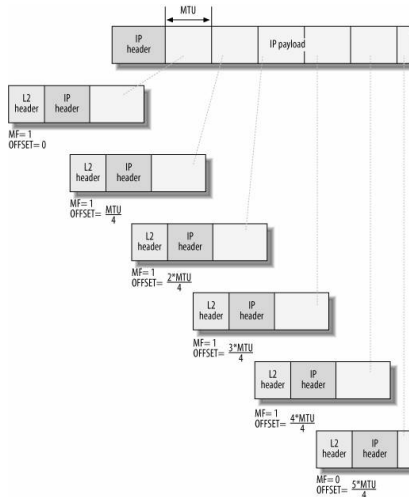 MTU
IP
header
IP payload
L2
header
IP
header
MF= 1
OFFSET= 0
L2
header
IP
header
MF= 1
OFFSET= MTU
4
L2
header
IP
header
MF= 1
OFFSET= 2*MTU
4
L2
header
IP
header
MF= 1
OFFSET= 3*MTU
4
L2
header
IP
header
MF= 1
OFFSET= 4*MTU
4
L2
header
IP
header
MF= 0
OFFSET= 5*MTU
4